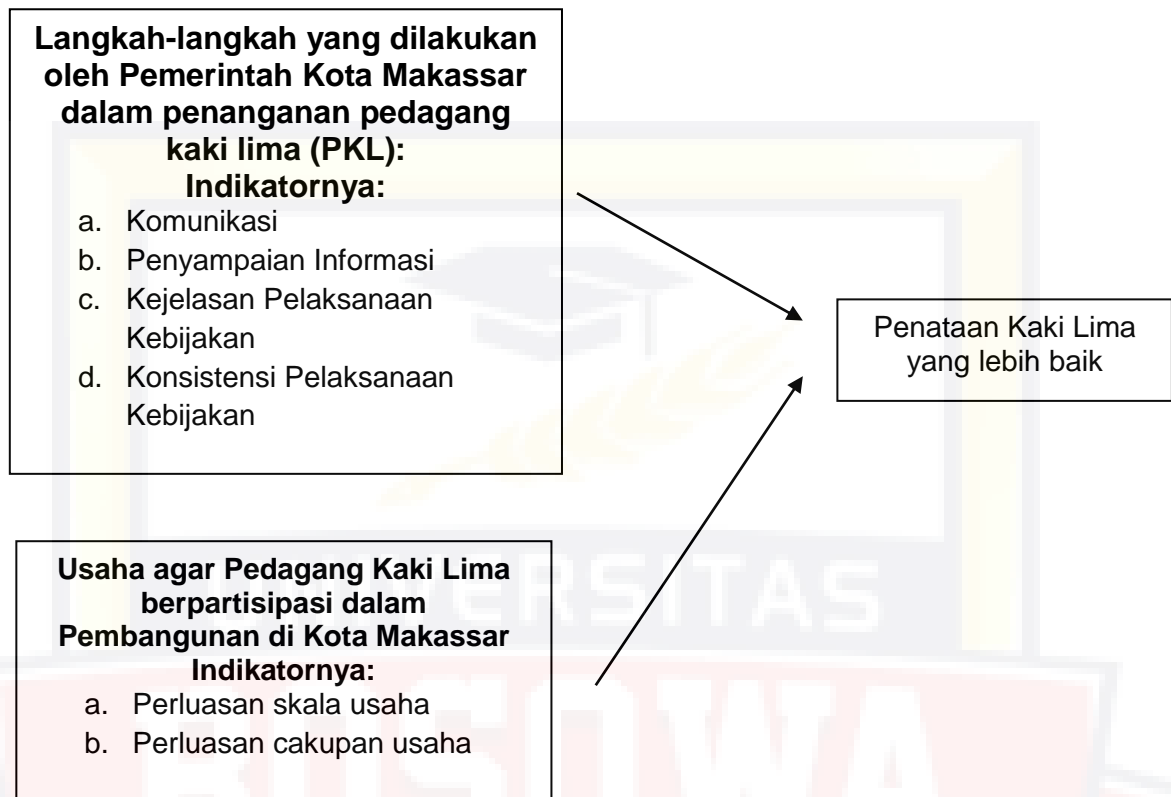 Langkah-langkah yang dilakukan
oleh Pemerintah Kota Makassar
dalam penanganan pedagang
kaki lima (PKL):
Indikatornya:
a. Komunikasi
b. Penyampaian Informasi
c. Kejelasan Pelaksanaan
Kebijakan
d. Konsistensi Pelaksanaan
Kebijakan
Penataan Kaki Lima
yang lebih baik
Usaha agar Pedagang Kaki Lima
berpartisipasi dalam
Pembangunan di Kota Makassar
Indikatornya:
a. Perluasan skala usaha
b. Perluasan cakupan usaha
UNIVERSITAS
BOSOWA